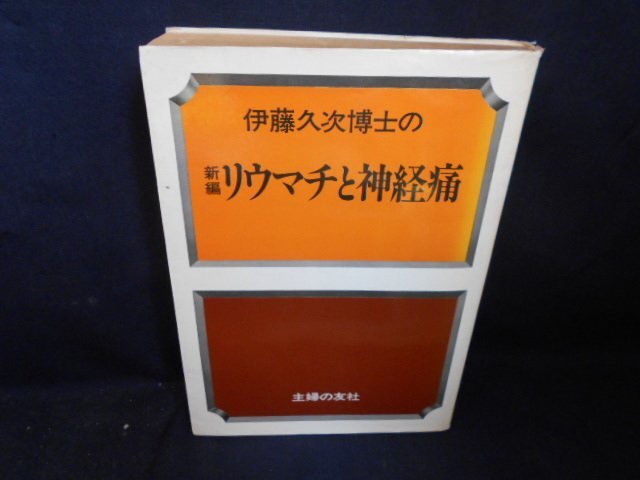 伊藤久次博士の
新編 リウマチと神経痛
主婦の友社